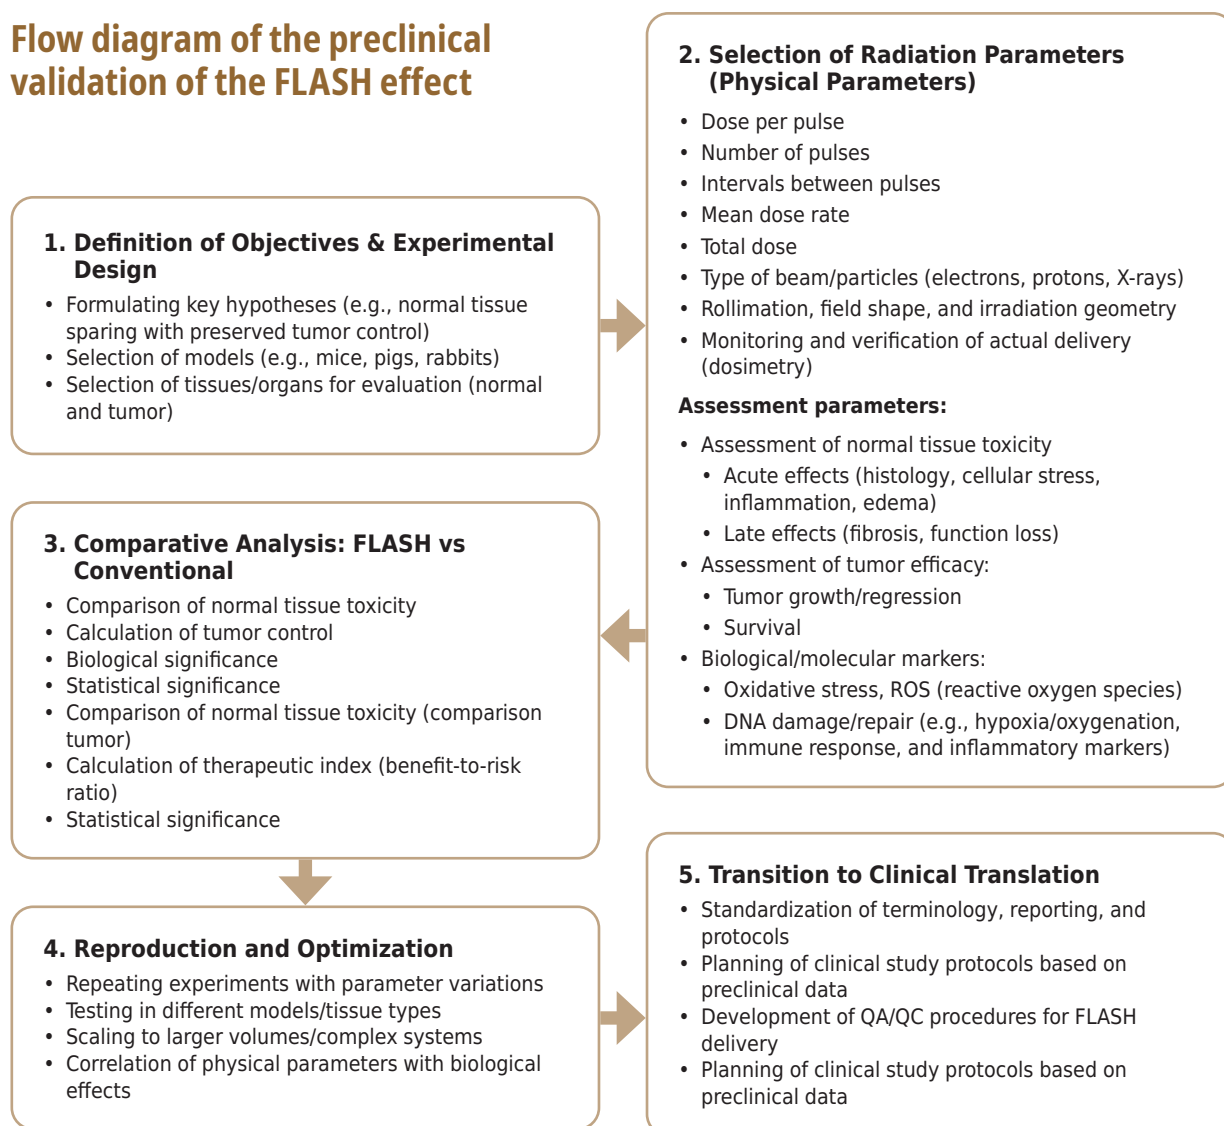 Flow diagram of the preclinical
validation of the FLASH effect
1. Definition of Objectives & Experimental
Design
• Formulating key hypotheses (e.g., normal tissue
sparing with preserved tumor control)
• Selection of models (e.g., mice, pigs, rabbits)
• Selection of tissues/organs for evaluation (normal
and tumor)
2. Selection of Radiation Parameters
(Physical Parameters)
• Dose per pulse
• Number of pulses
• Intervals between pulses
• Mean dose rate
• Total dose
• Type of beam/particles (electrons, protons, X-rays)
• Rollimation, field shape, and irradiation geometry
• Monitoring and verification of actual delivery
(dosimetry)
Assessment parameters:
• Assessment of normal tissue toxicity
• Acute effects (histology, cellular stress,
inflammation, edema)
• Late effects (fibrosis, function loss)
• Assessment of tumor efficacy:
• Tumor growth/regression
• Survival
• Biological/molecular markers:
• Oxidative stress, ROS (reactive oxygen species)
• DNA damage/repair (e.g., hypoxia/oxygenation,
immune response, and inflammatory markers)
3. Comparative Analysis: FLASH vs
Conventional
• Comparison of normal tissue toxicity
• Calculation of tumor control
• Biological significance
• Statistical significance
• Comparison of normal tissue toxicity (comparison
tumor)
• Calculation of therapeutic index (benefit-to-risk
ratio)
• Statistical significance
4. Reproduction and Optimization
• Repeating experiments with parameter variations
• Testing in different models/tissue types
• Scaling to larger volumes/complex systems
• Correlation of physical parameters with biological
effects
5. Transition to Clinical Translation
• Standardization of terminology, reporting, and
protocols
• Planning of clinical study protocols based on
preclinical data
• Development of QA/QC procedures for FLASH
delivery
• Planning of clinical study protocols based on
preclinical data